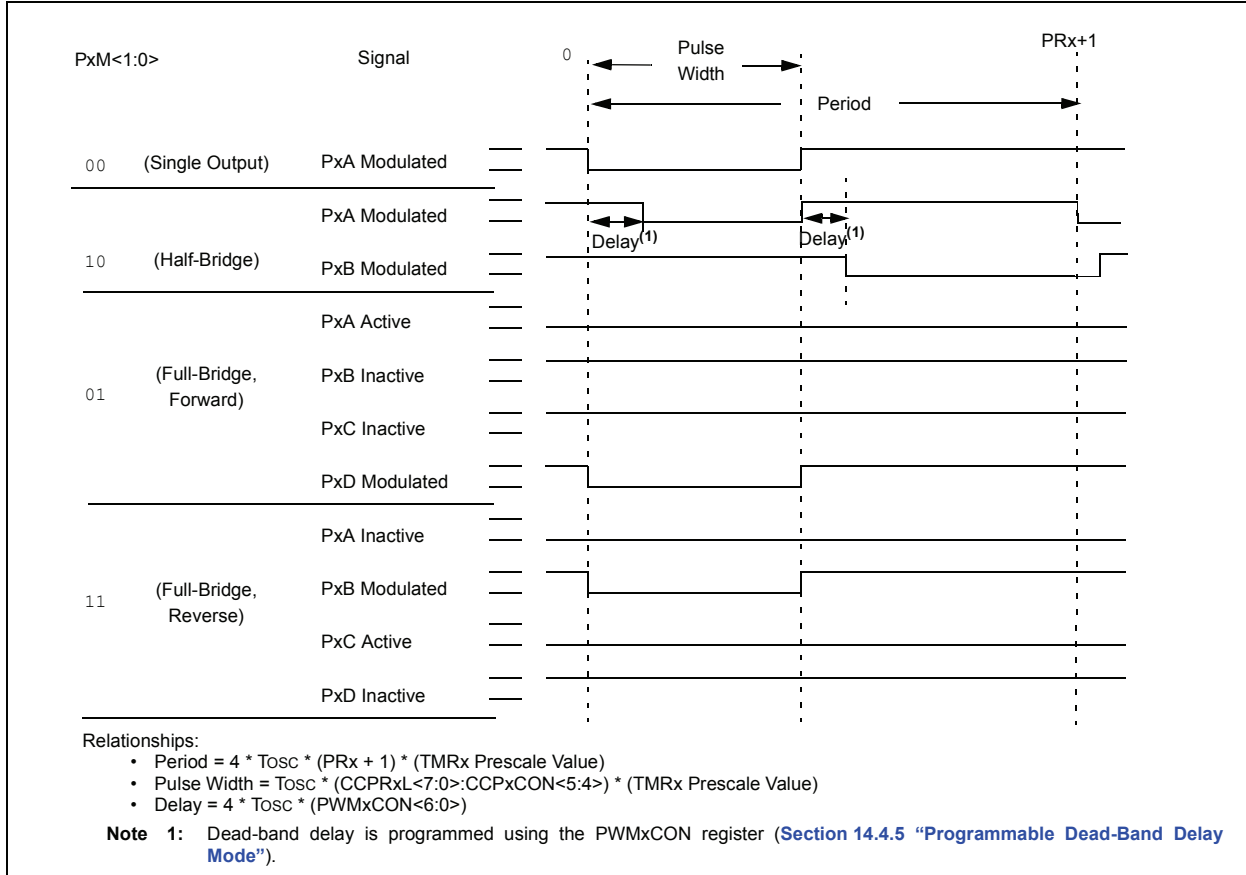 PxM<1:0>
Signal
0
Pulse
Width
PRx+1
Period
00
(Single Output)
PxA Modulated
PxA Modulated
Delay(1)
Delay(1)
10
(Half-Bridge)
PxB Modulated
PxA Active
(Full-Bridge,
Forward)
PxB Inactive
01
PxC Inactive
PxD Modulated
PxA Inactive
11
(Full-Bridge,
Reverse)
PxB Modulated
PxC Active
PxD Inactive
Relationships:
• Period = 4 * TOSC * (PRx + 1) * (TMRx Prescale Value)
• Pulse Width = TOSC * (CCPRxL<7:0>:CCPxCON<5:4>) * (TMRx Prescale Value)
• Delay = 4 * TOSC * (PWMxCON<6:0>)
Note 1: Dead-band delay is programmed using the PWMxCON register (Section 14.4.5 “Programmable Dead-Band Delay
Mode”).